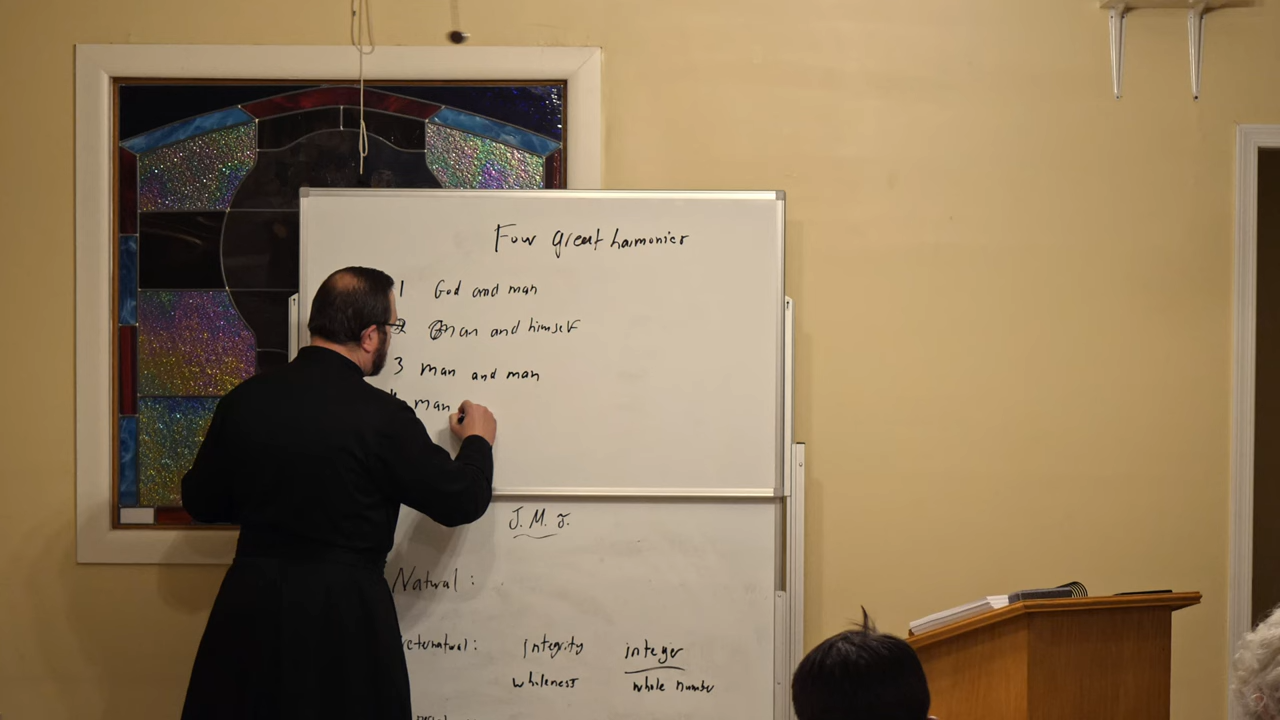 Four great harmonies
1 God and man
2 man and himself
3 man and man
man
J. M. J.
Natural :
eternatural : integrity integer
wholeness whole number